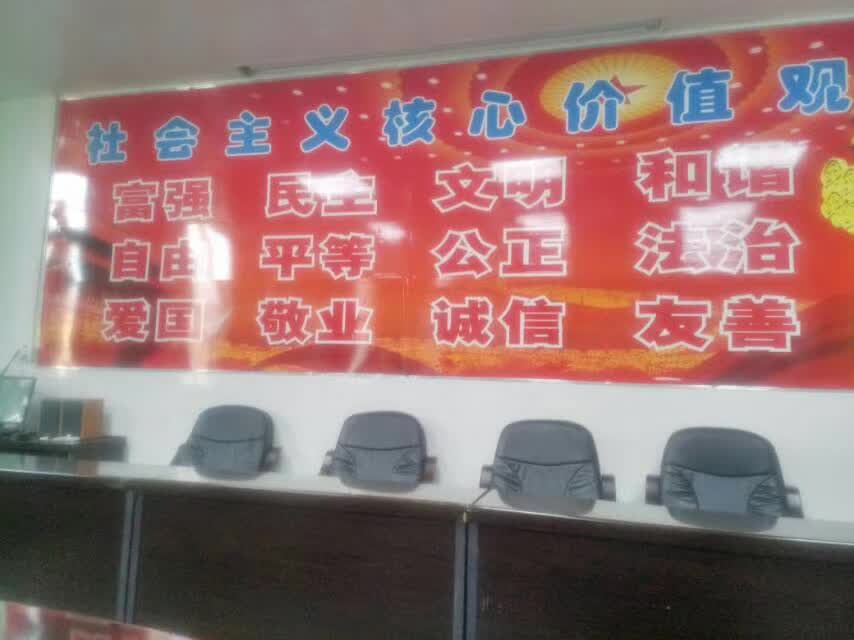 社会主义核心价值观
富强 民主 文明 和谐
自由 平等 公正 法治
爱国 敬业 诚信 友善